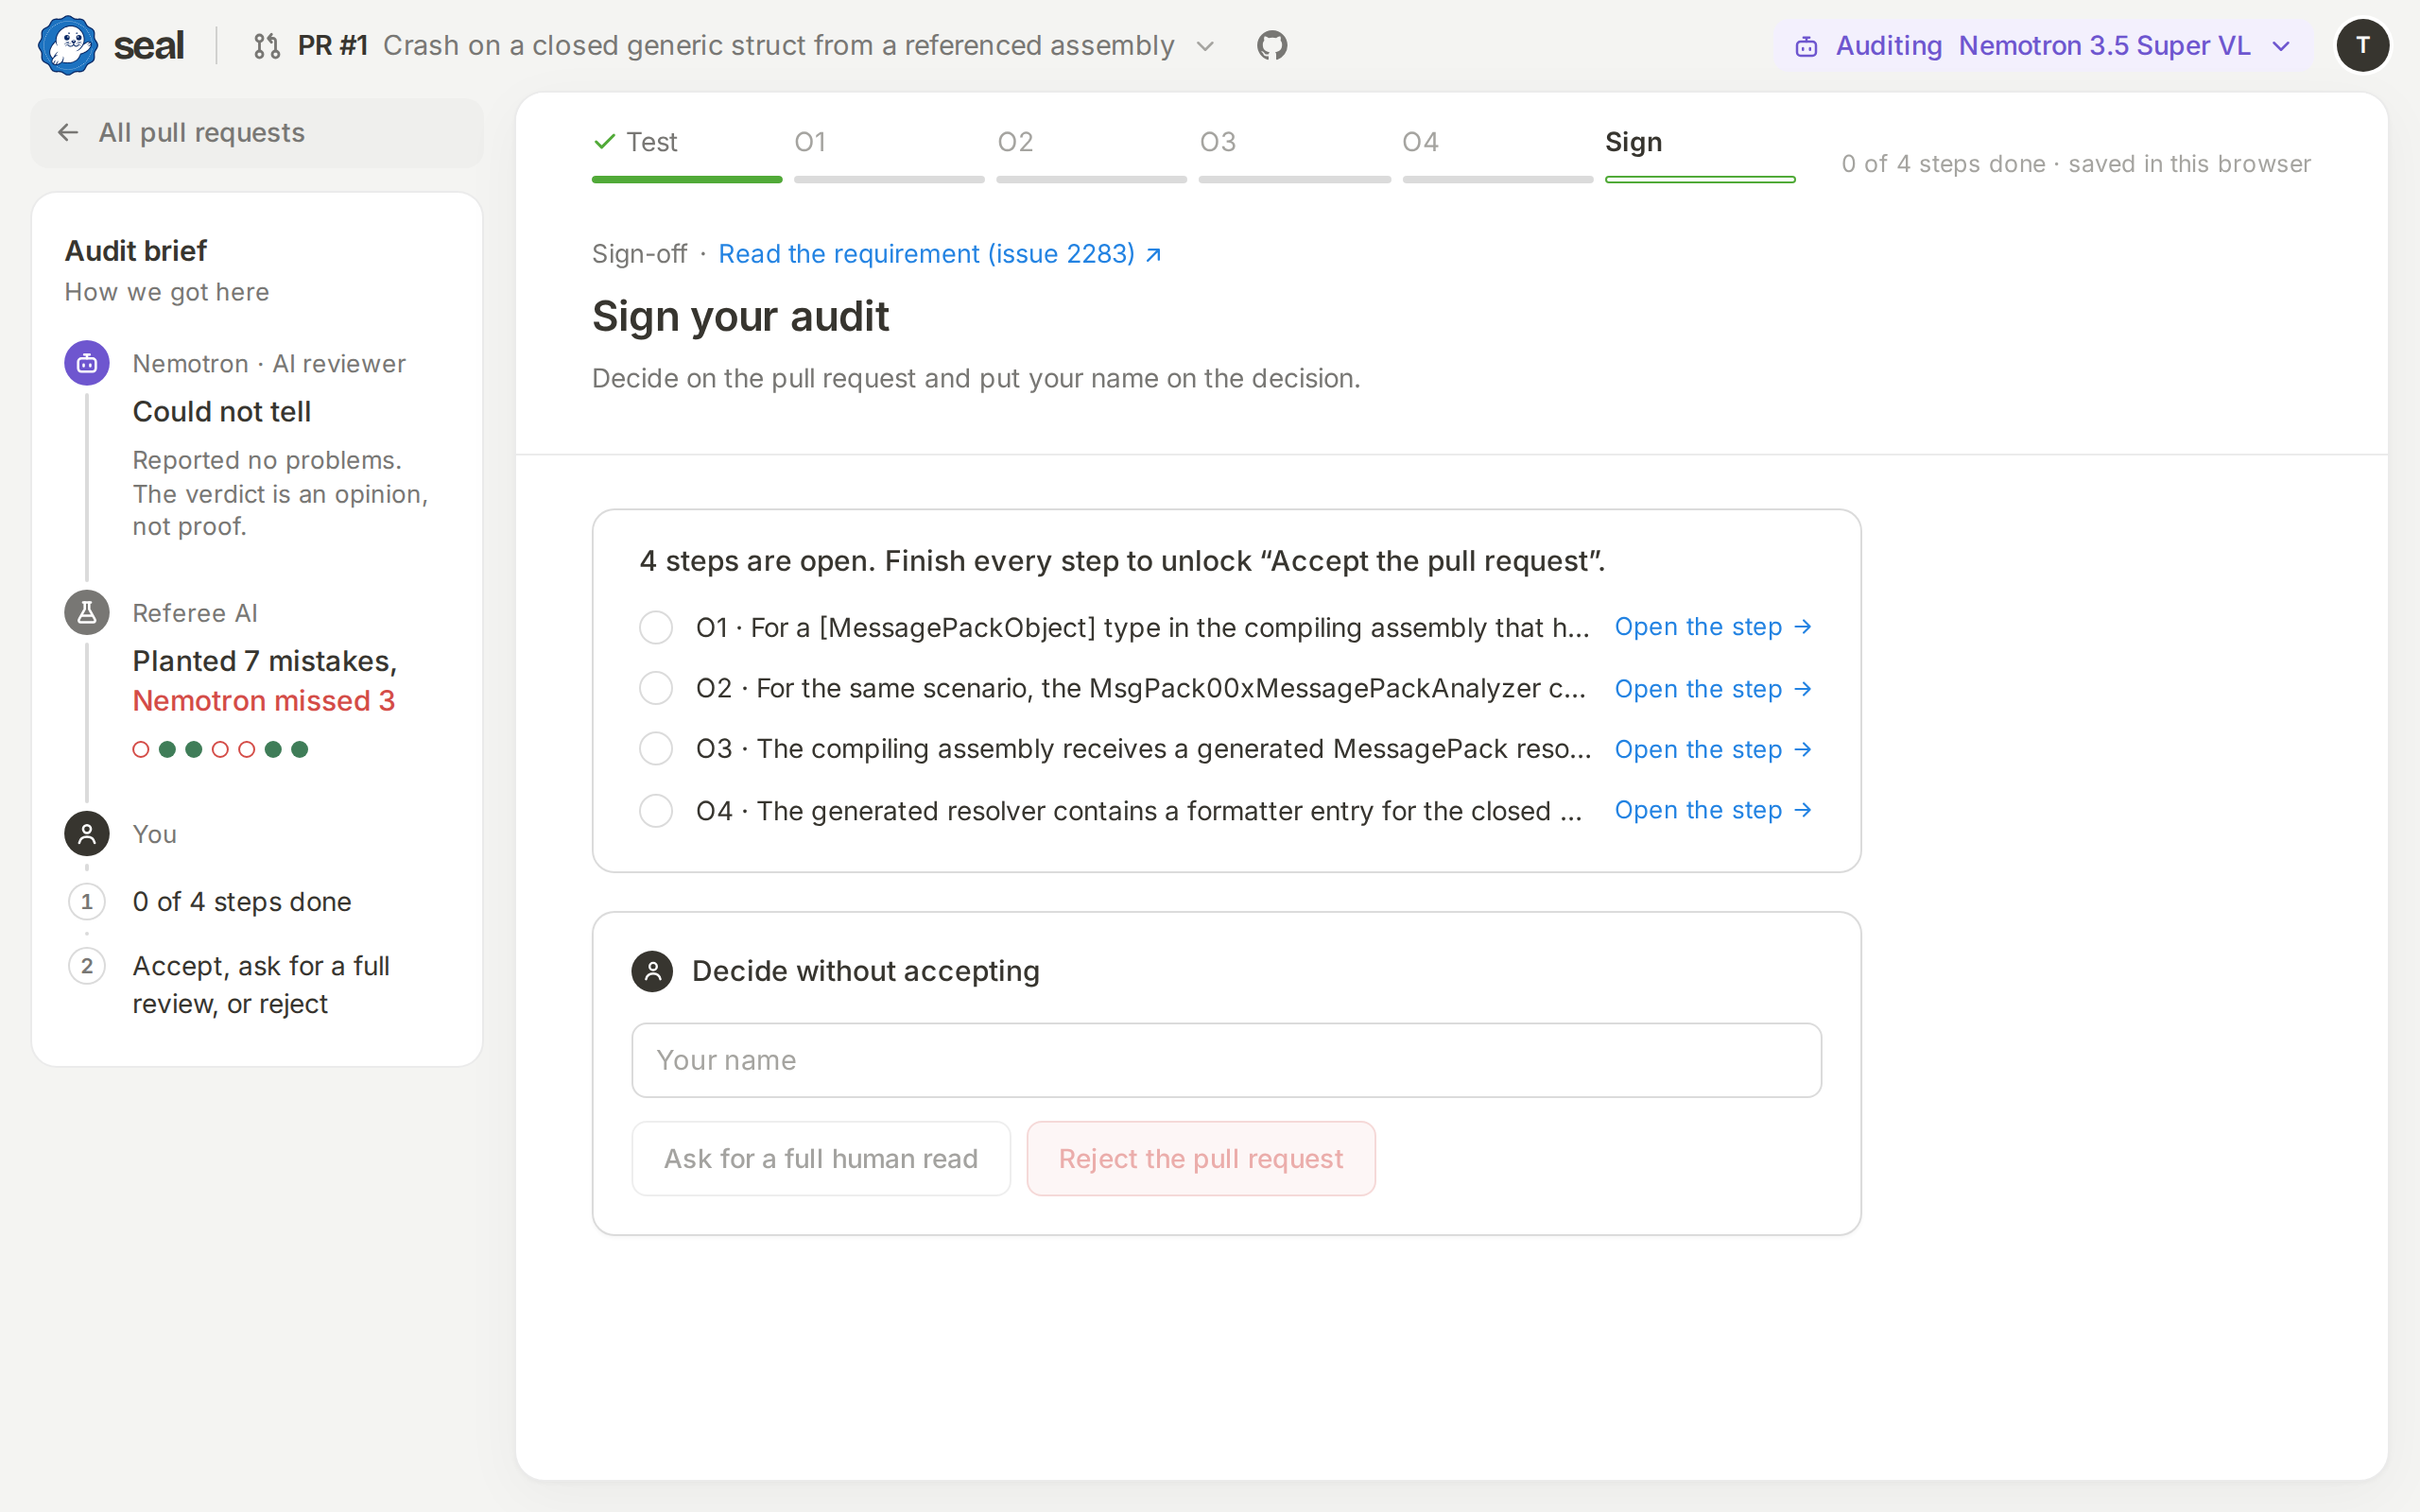 seal
PR #1 Crash on a closed generic struct from a referenced assembly
Auditing Nemotron 3.5 Super VL
T
All pull requests
Audit brief
How we got here
Nemotron · AI reviewer
Could not tell
Reported no problems.
The verdict is an opinion,
not proof.
Referee AI
Planted 7 mistakes,
Nemotron missed 3
You
1 0 of 4 steps done
2 Accept, ask for a full
review, or reject
Test
O1
O2
O3
O4
Sign
0 of 4 steps done · saved in this browser
Sign-off · Read the requirement (issue 2283)
Sign your audit
Decide on the pull request and put your name on the decision.
4 steps are open. Finish every step to unlock “Accept the pull request”.
O1 · For a [MessagePackObject] type in the compiling assembly that h... Open the step
O2 · For the same scenario, the MsgPack00xMessagePackAnalyzer c... Open the step
O3 · The compiling assembly receives a generated MessagePack reso... Open the step
O4 · The generated resolver contains a formatter entry for the closed ... Open the step
Decide without accepting
Your name
Ask for a full human read
Reject the pull request